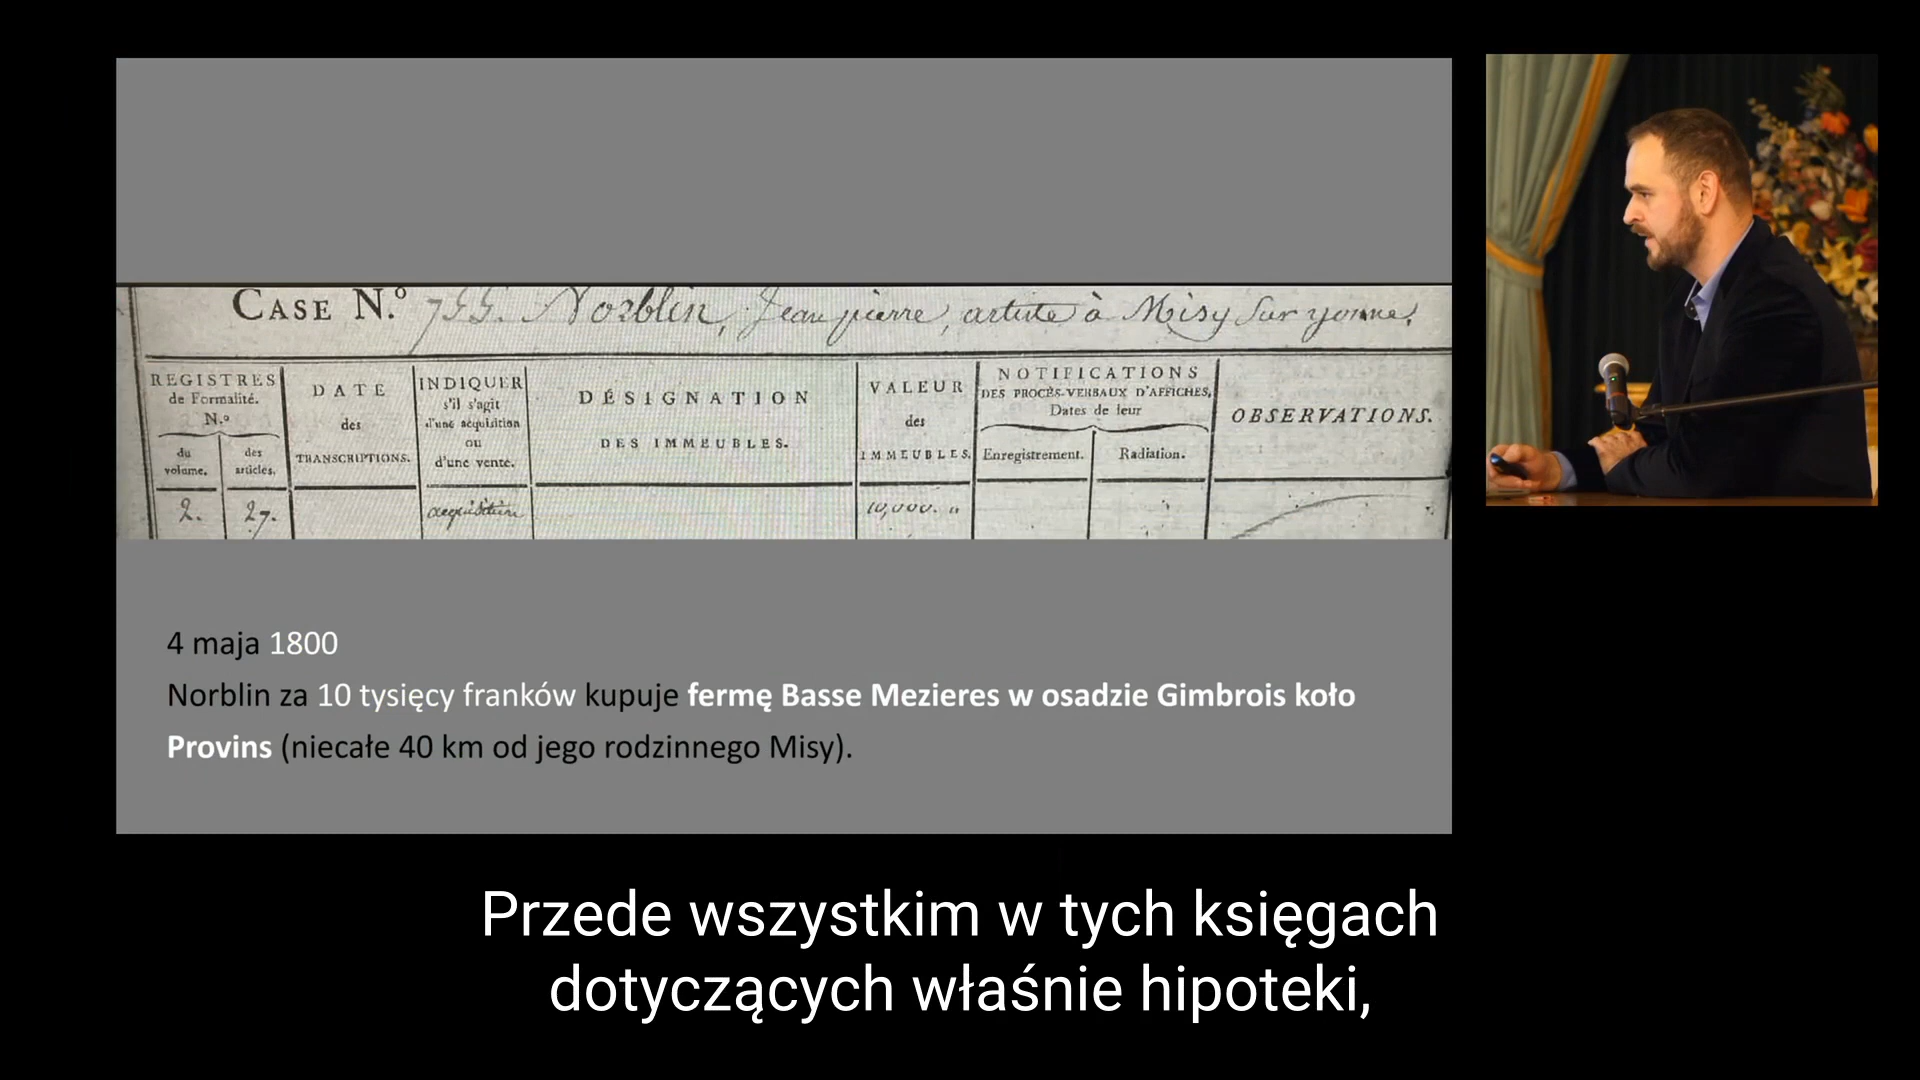 CASE N.º 755. Norblin, Jean pierre, artiste à Misy Sur yonne,
REGISTRES
de Formalité.
N.º
du
volume.
des
articles.
DATE
des
TRANSCRIPTIONS.
INDIQUER
s'il s'agit
d'une acquisition
ou
d'une vente.
DÉSIGNATION
DES IMMEUBLES.
VALEUR
des
IMMEUBLES.
NOTIFICATIONS
DES PROCÈS-VERBAUX D'AFFICHES,
Dates de leur
Enregistrement.
Radiation.
OBSERVATIONS.
2.
27.
acquisition
10,000. "
4 maja 1800
Norblin za 10 tysięcy franków kupuje fermę Basse Mezieres w osadzie Gimbrois koło
Provins (niecałe 40 km od jego rodzinnego Misy).
Przede wszystkim w tych księgach
dotyczących właśnie hipoteki,